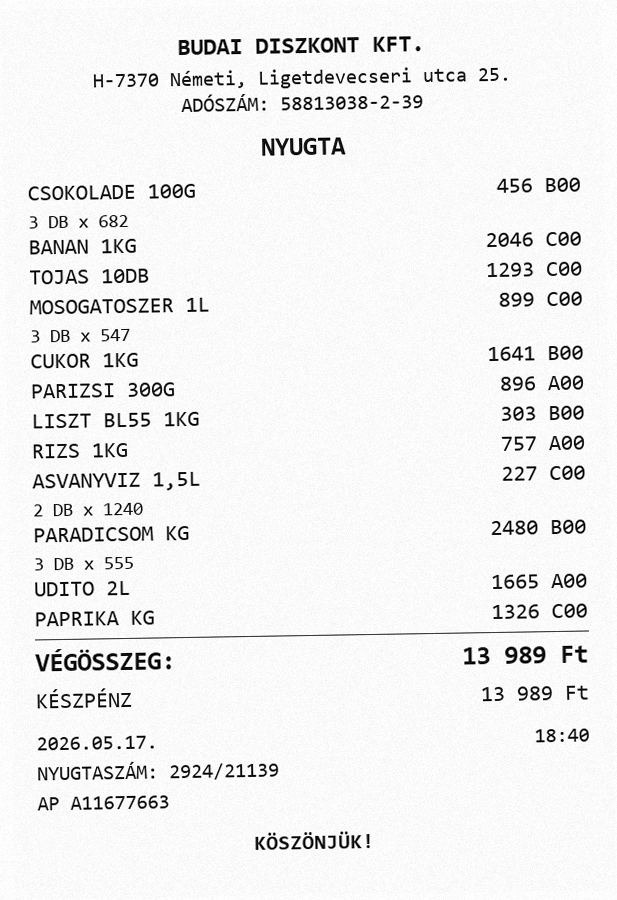 BUDAI DISZKONT KFT.
H-7370 Németi, Ligetdevecseri utca 25.
ADÓSZÁM: 58813038-2-39
NYUGTA
CSOKOLADE 100G 456 B00
3 DB x 682
BANAN 1KG 2046 C00
TOJAS 10DB 1293 C00
MOSOGATOSZER 1L 899 C00
3 DB x 547
CUKOR 1KG 1641 B00
PARIZSI 300G 896 A00
LISZT BL55 1KG 303 B00
RIZS 1KG 757 A00
ASVANYVIZ 1,5L 227 C00
2 DB x 1240
PARADICSOM KG 2480 B00
3 DB x 555
UDITO 2L 1665 A00
PAPRIKA KG 1326 C00
VÉGÖSSZEG: 13 989 Ft
KÉSZPÉNZ 13 989 Ft
2026.05.17. 18:40
NYUGTASZÁM: 2924/21139
AP A11677663
KÖSZÖNJÜK!